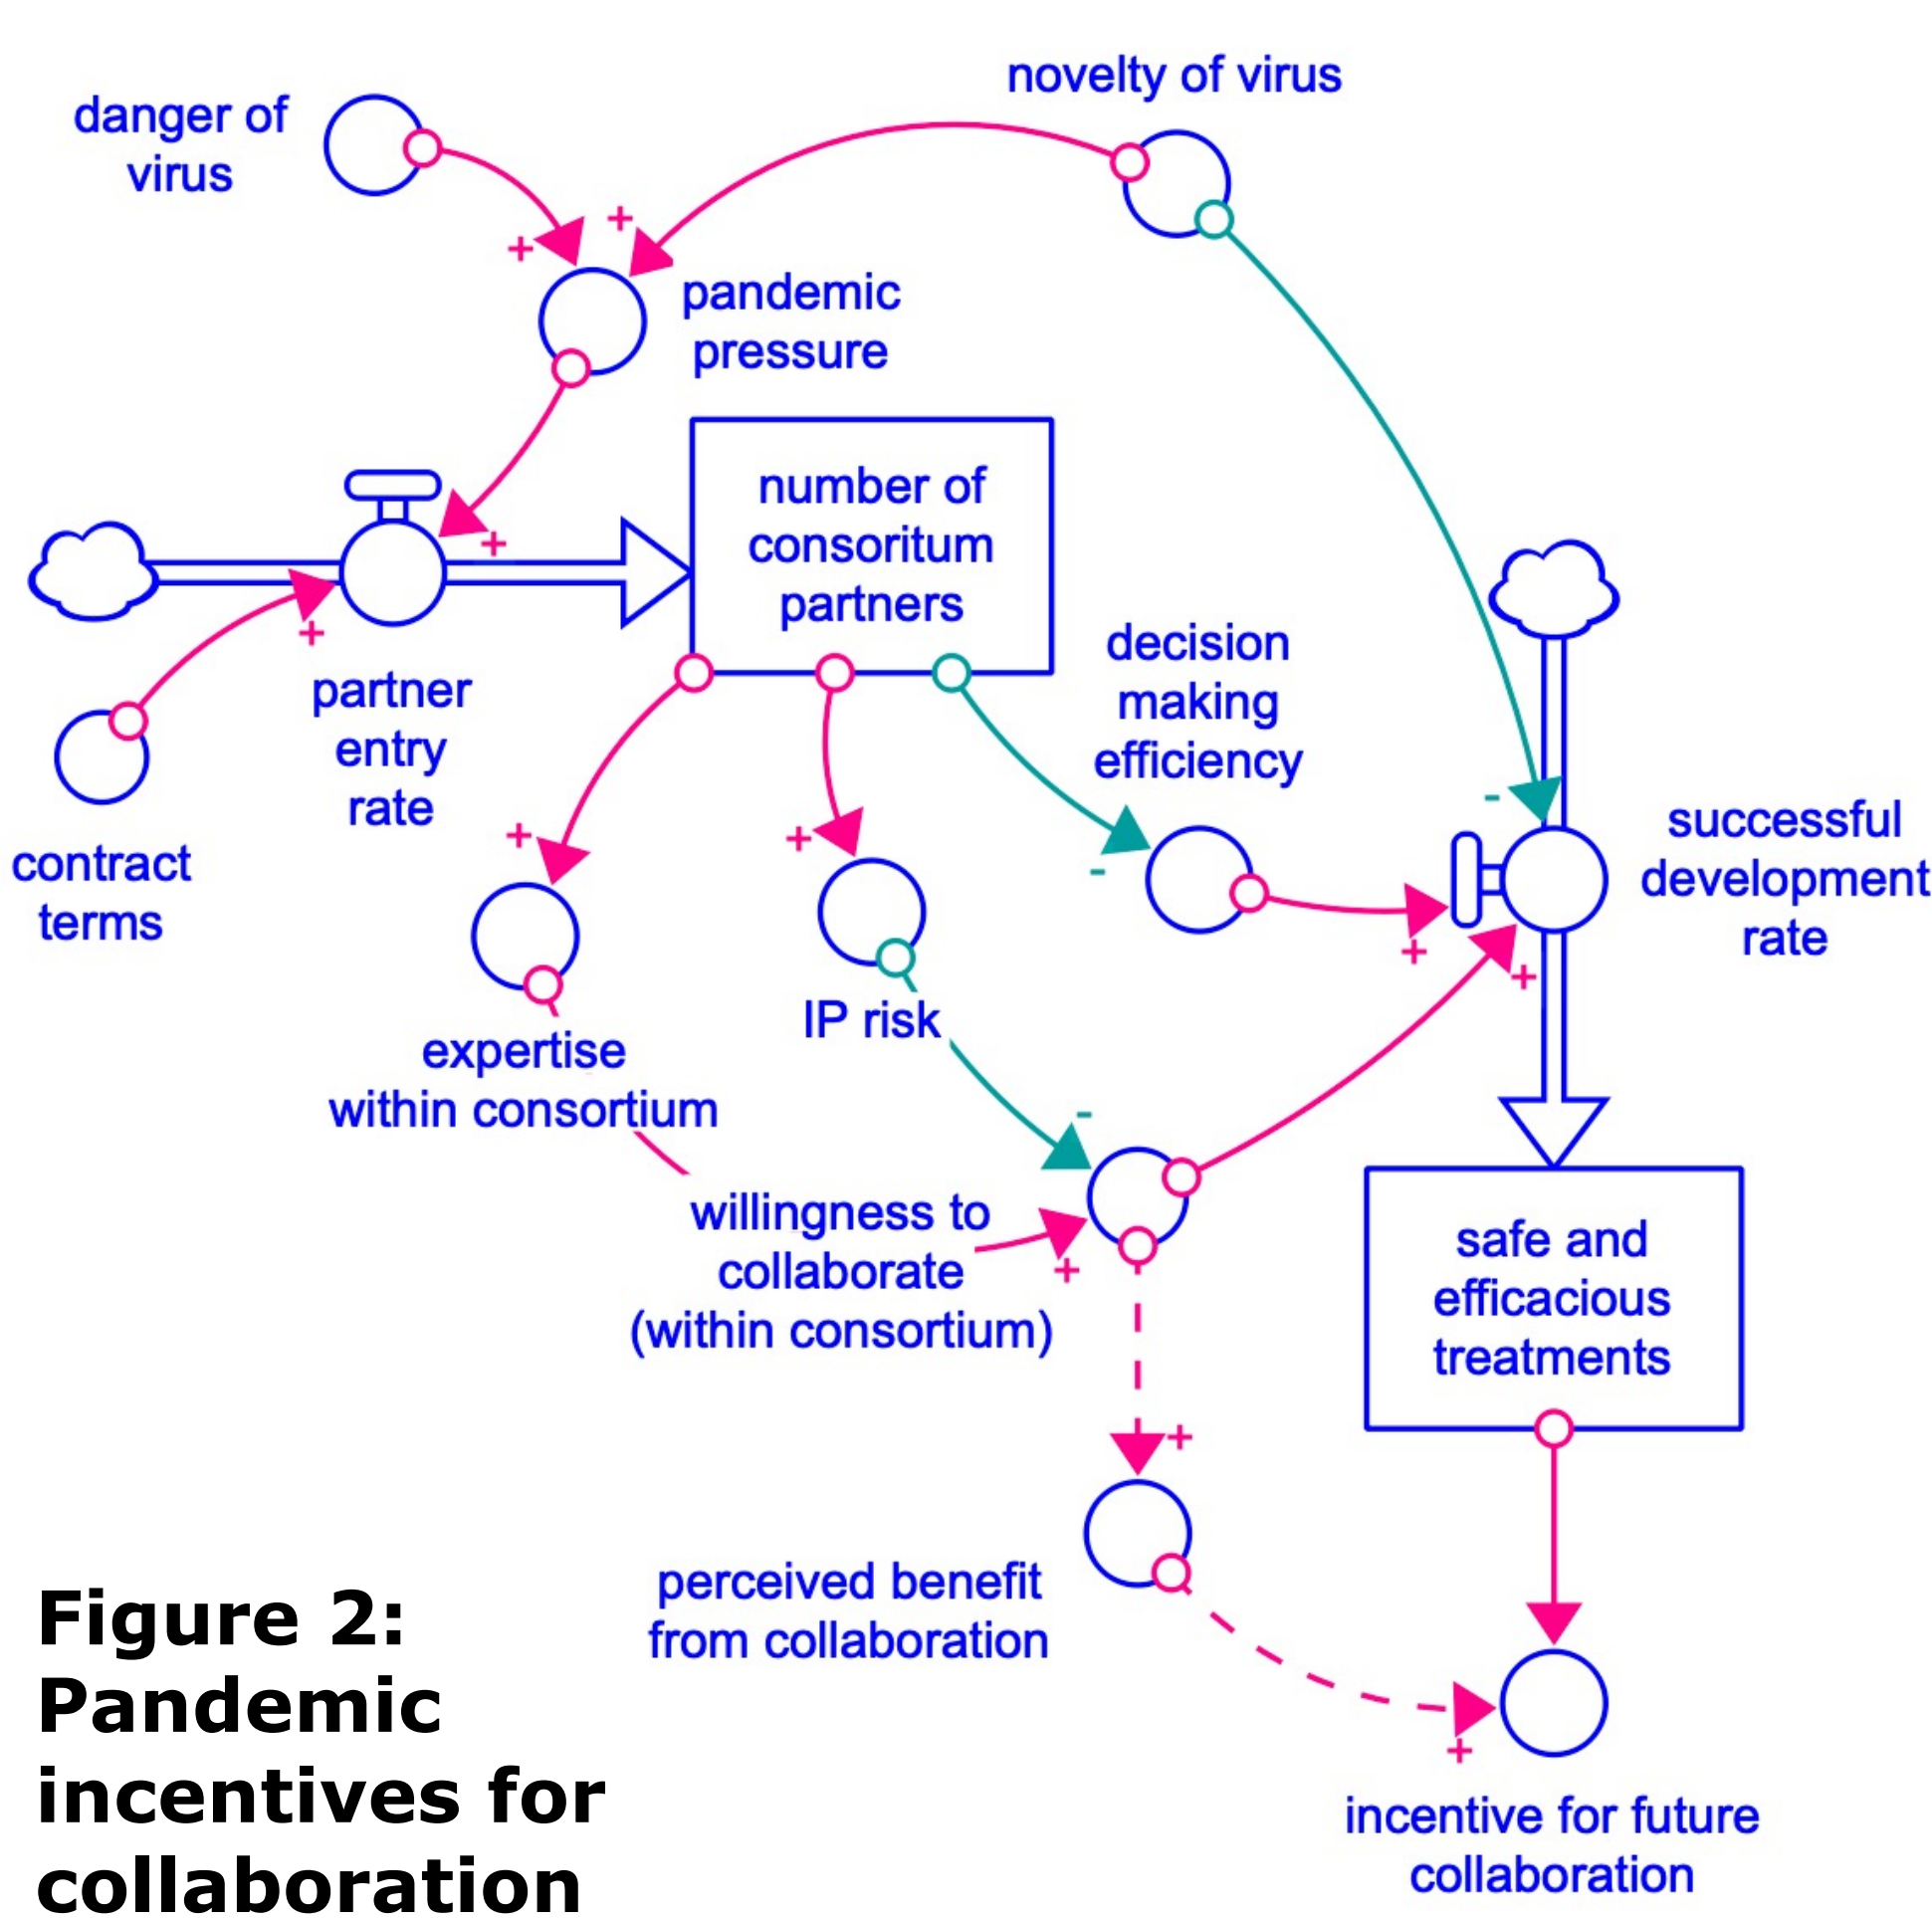 novelty of virus
danger of
virus
+
+
pandemic
pressure
number of
consoritum
partners
+
+
partner
entry
rate
contract
terms
decision
making
efficiency
-
successful
development
rate
+
+
-
+
+
IP risk
expertise
within consortium
-
willingness to
collaborate
(within consortium)
+
safe and
efficacious
treatments
+
perceived benefit
from collaboration
+
incentive for future
collaboration
Figure 2:
Pandemic
incentives for
collaboration